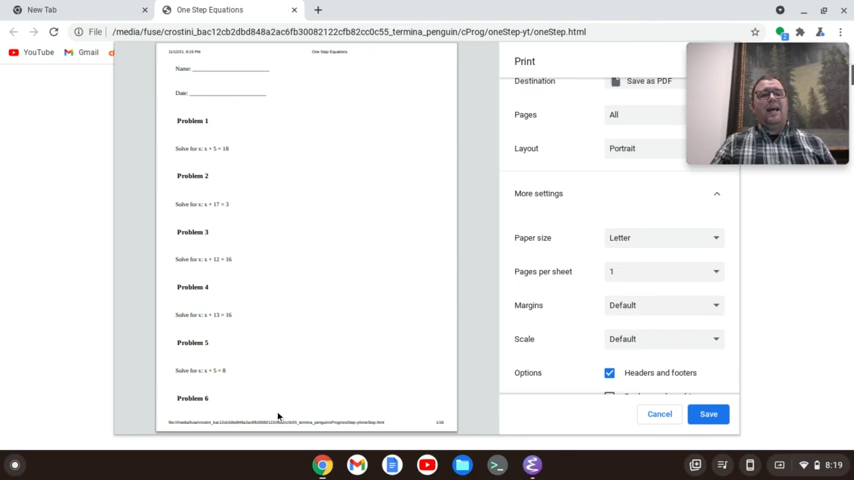 New Tab
One Step Equations
File
/media/fuse/crostini_bac12cb2dbd848a2ac6fb30082122cfb82cc0c55_termina_penguin/cProg/oneStep-yt/oneStep.html
YouTube
Gmail
One Step Equations
Name:
Date:
Problem 1
Solve for x: x + 5 = 18
Problem 2
Solve for x: x + 17 = 3
Problem 3
Solve for x: x + 12 = 16
Problem 4
Solve for x: x + 13 = 16
Problem 5
Solve for x: x + 5 = 8
Problem 6
Print
Destination
Save as PDF
Pages
All
Layout
Portrait
More settings
Paper size
Letter
Pages per sheet
1
Margins
Default
Scale
Default
Options
Headers and footers
Cancel
Save
8:19